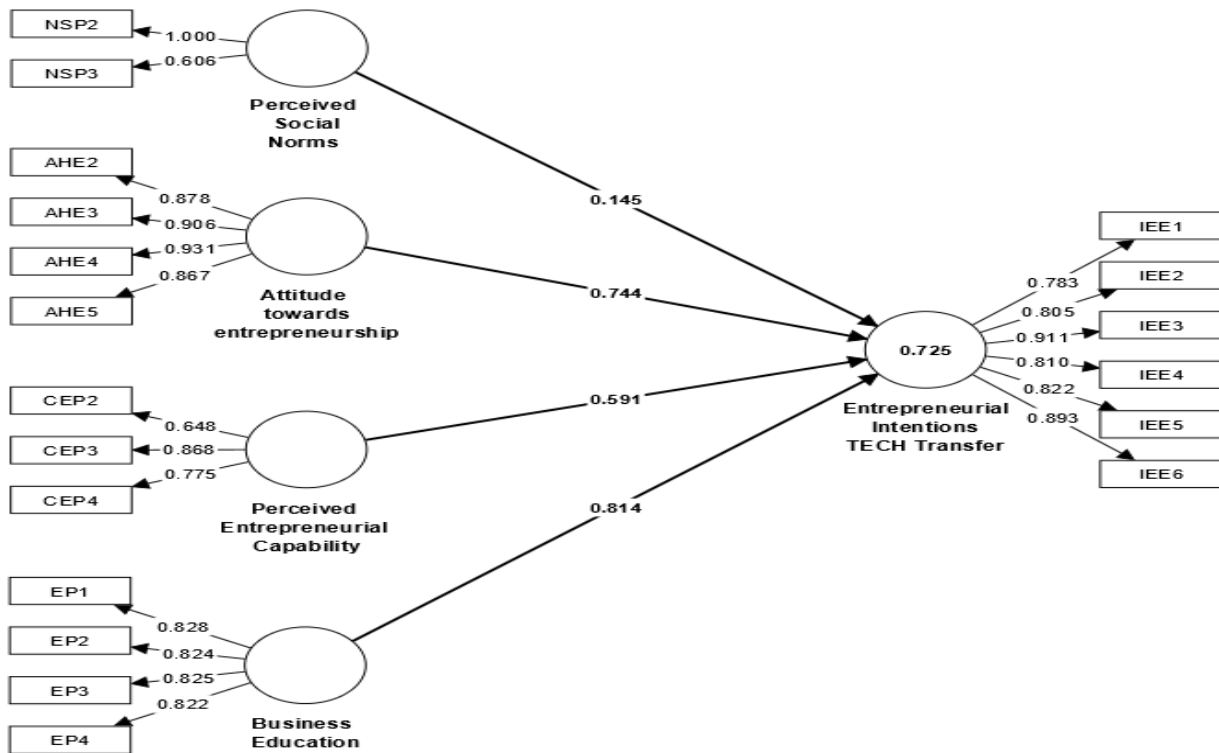 NSP2
1.000
NSP3
0.606
Perceived
Social
Norms
AHE2
0.878
AHE3
0.906
AHE4
0.931
AHE5
0.867
Attitude
towards
entrepreneurship
CEP2
0.648
CEP3
0.868
CEP4
0.775
Perceived
Entrepreneurial
Capability
EP1
0.828
EP2
0.824
EP3
0.825
EP4
0.822
Business
Education
0.145
0.744
0.591
0.814
0.725
Entrepreneurial
Intentions
TECH Transfer
IEE1
0.783
IEE2
0.805
IEE3
0.911
IEE4
0.810
IEE5
0.822
IEE6
0.893